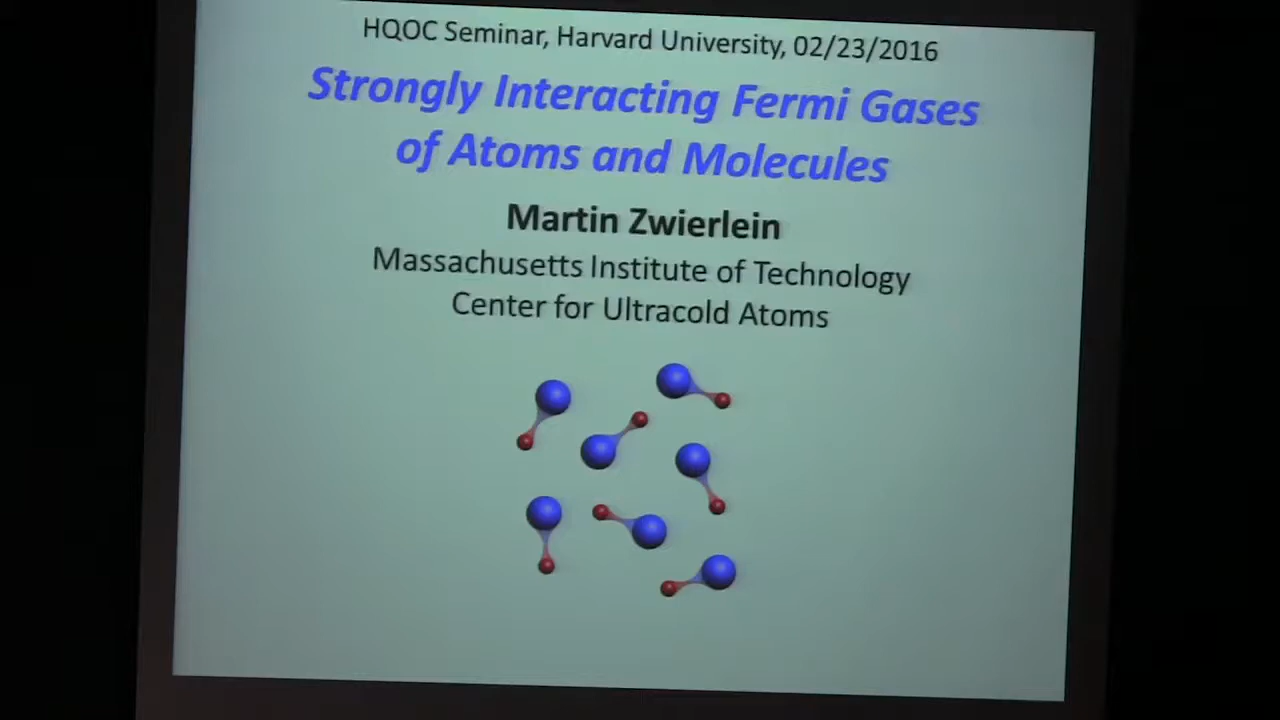 HQOC Seminar, Harvard University, 02/23/2016
Strongly Interacting Fermi Gases
of Atoms and Molecules
Martin Zwierlein
Massachusetts Institute of Technology
Center for Ultracold Atoms